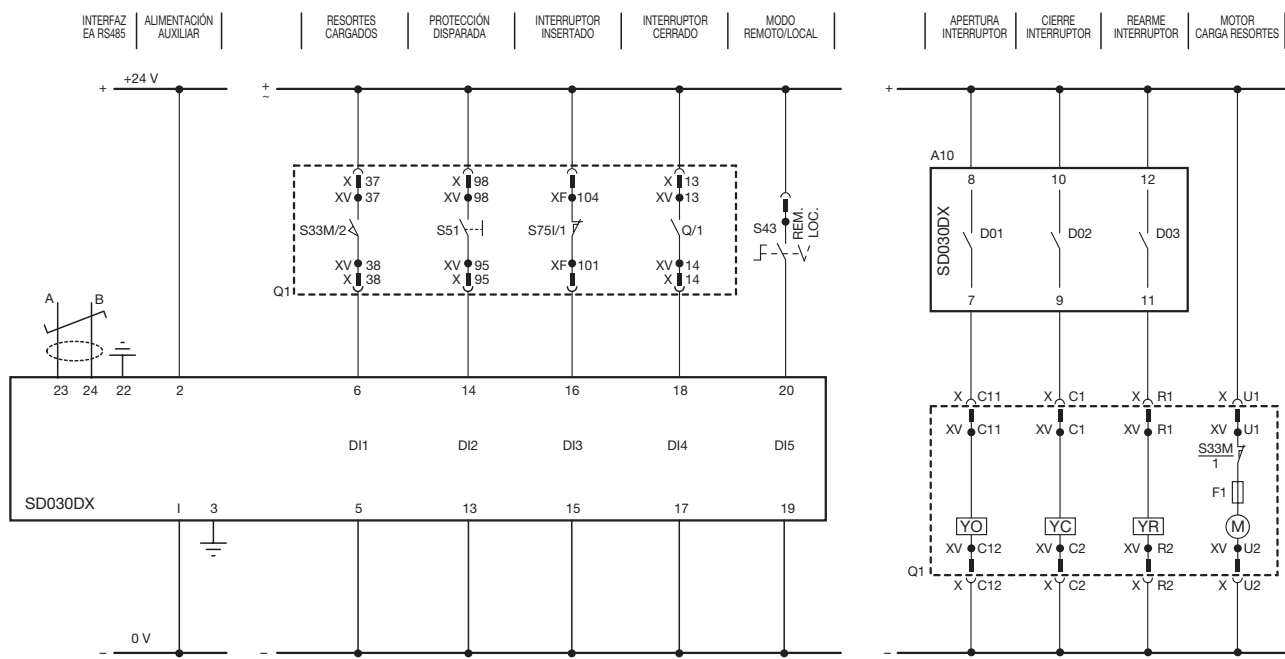 INTERFAZ
EA RS485
ALIMENTACIÓN
AUXILIAR
RESORTES
CARGADOS
PROTECCIÓN
DISPARADA
INTERRUPTOR
INSERTADO
INTERRUPTOR
CERRADO
MODO
REMOTO/LOCAL
APERTURA
INTERRUPTOR
CIERRE
INTERRUPTOR
REARME
INTERRUPTOR
MOTOR
CARGA RESORTES
+ +24 V
+
~
+
X 37
XV 37
S33M/2
XV 38
X 38
X 98
XV 98
S51
XV 95
X 95
XF 104
S75I/1
XF 101
X 13
XV 13
Q/1
XV 14
X 14
Q1
S43
REM.
LOC.
A10
SD030DX
8 10 12
D01 D02 D03
7 9 11
A B
23 24 22 2 6 14 16 18 20
DI1 DI2 DI3 DI4 DI5
SD030DX
I 3 5 13 15 17 19
X C11 X C1 X R1 X U1
XV C11 XV C1 XV R1 XV U1
S33M
1
F1
YO YC YR M
XV C12 XV C2 XV R2 XV U2
Q1
X C12 X C2 X R2 X U2
0 V
– – –